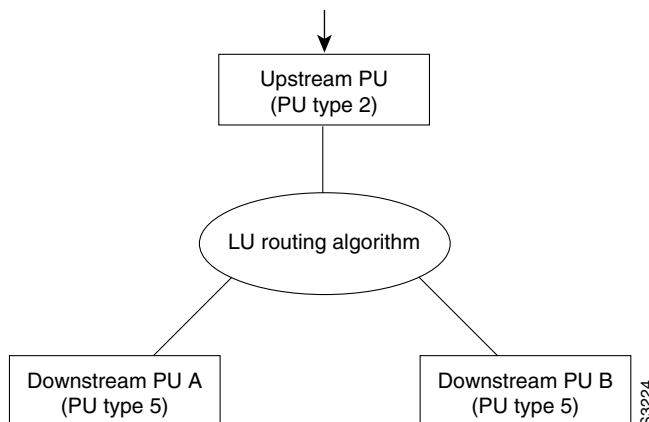 Upstream PU
(PU type 2)
LU routing algorithm
Downstream PU A
(PU type 5)
Downstream PU B
(PU type 5)